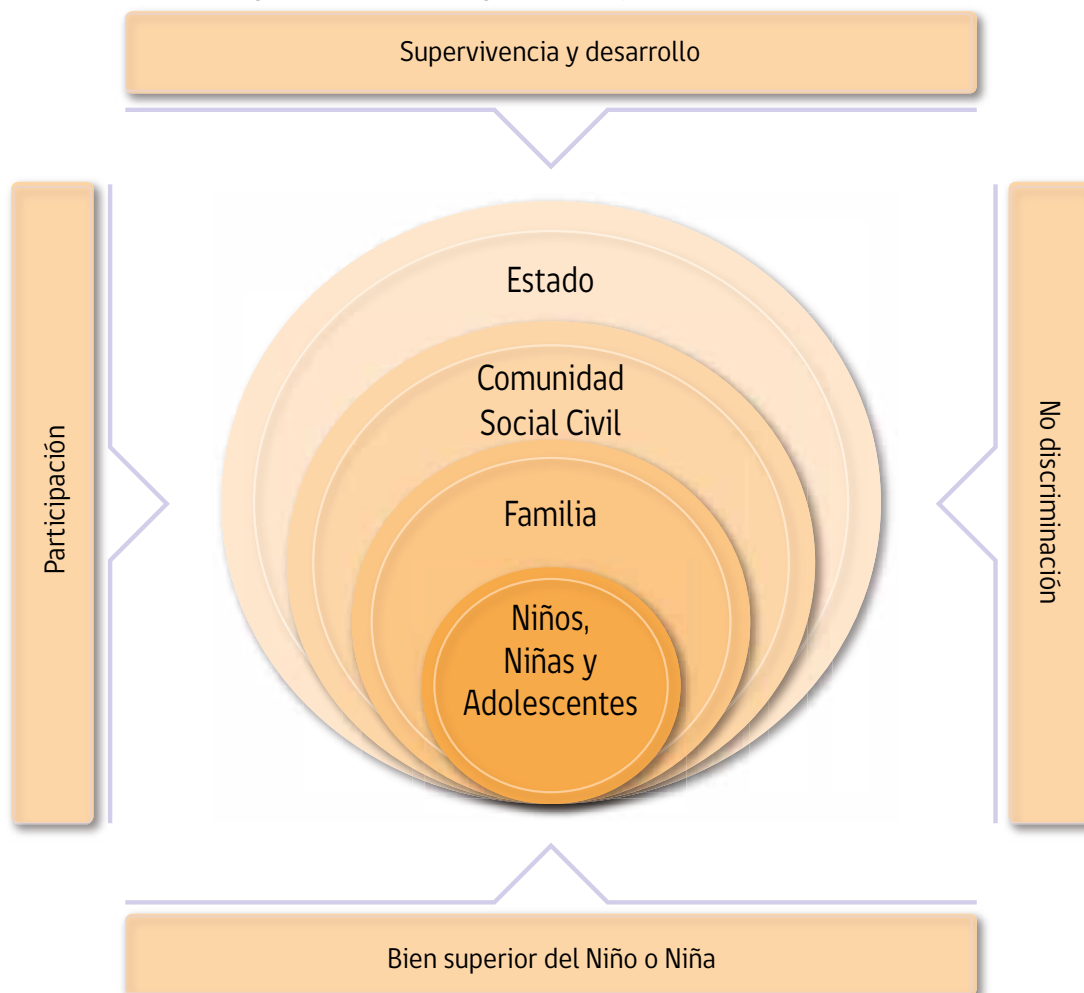 Supervivencia y desarrollo
Participación
Estado
Comunidad
Social Civil
Familia
Niños,
Niñas y
Adolescentes
No discriminación
Bien superior del Niño o Niña